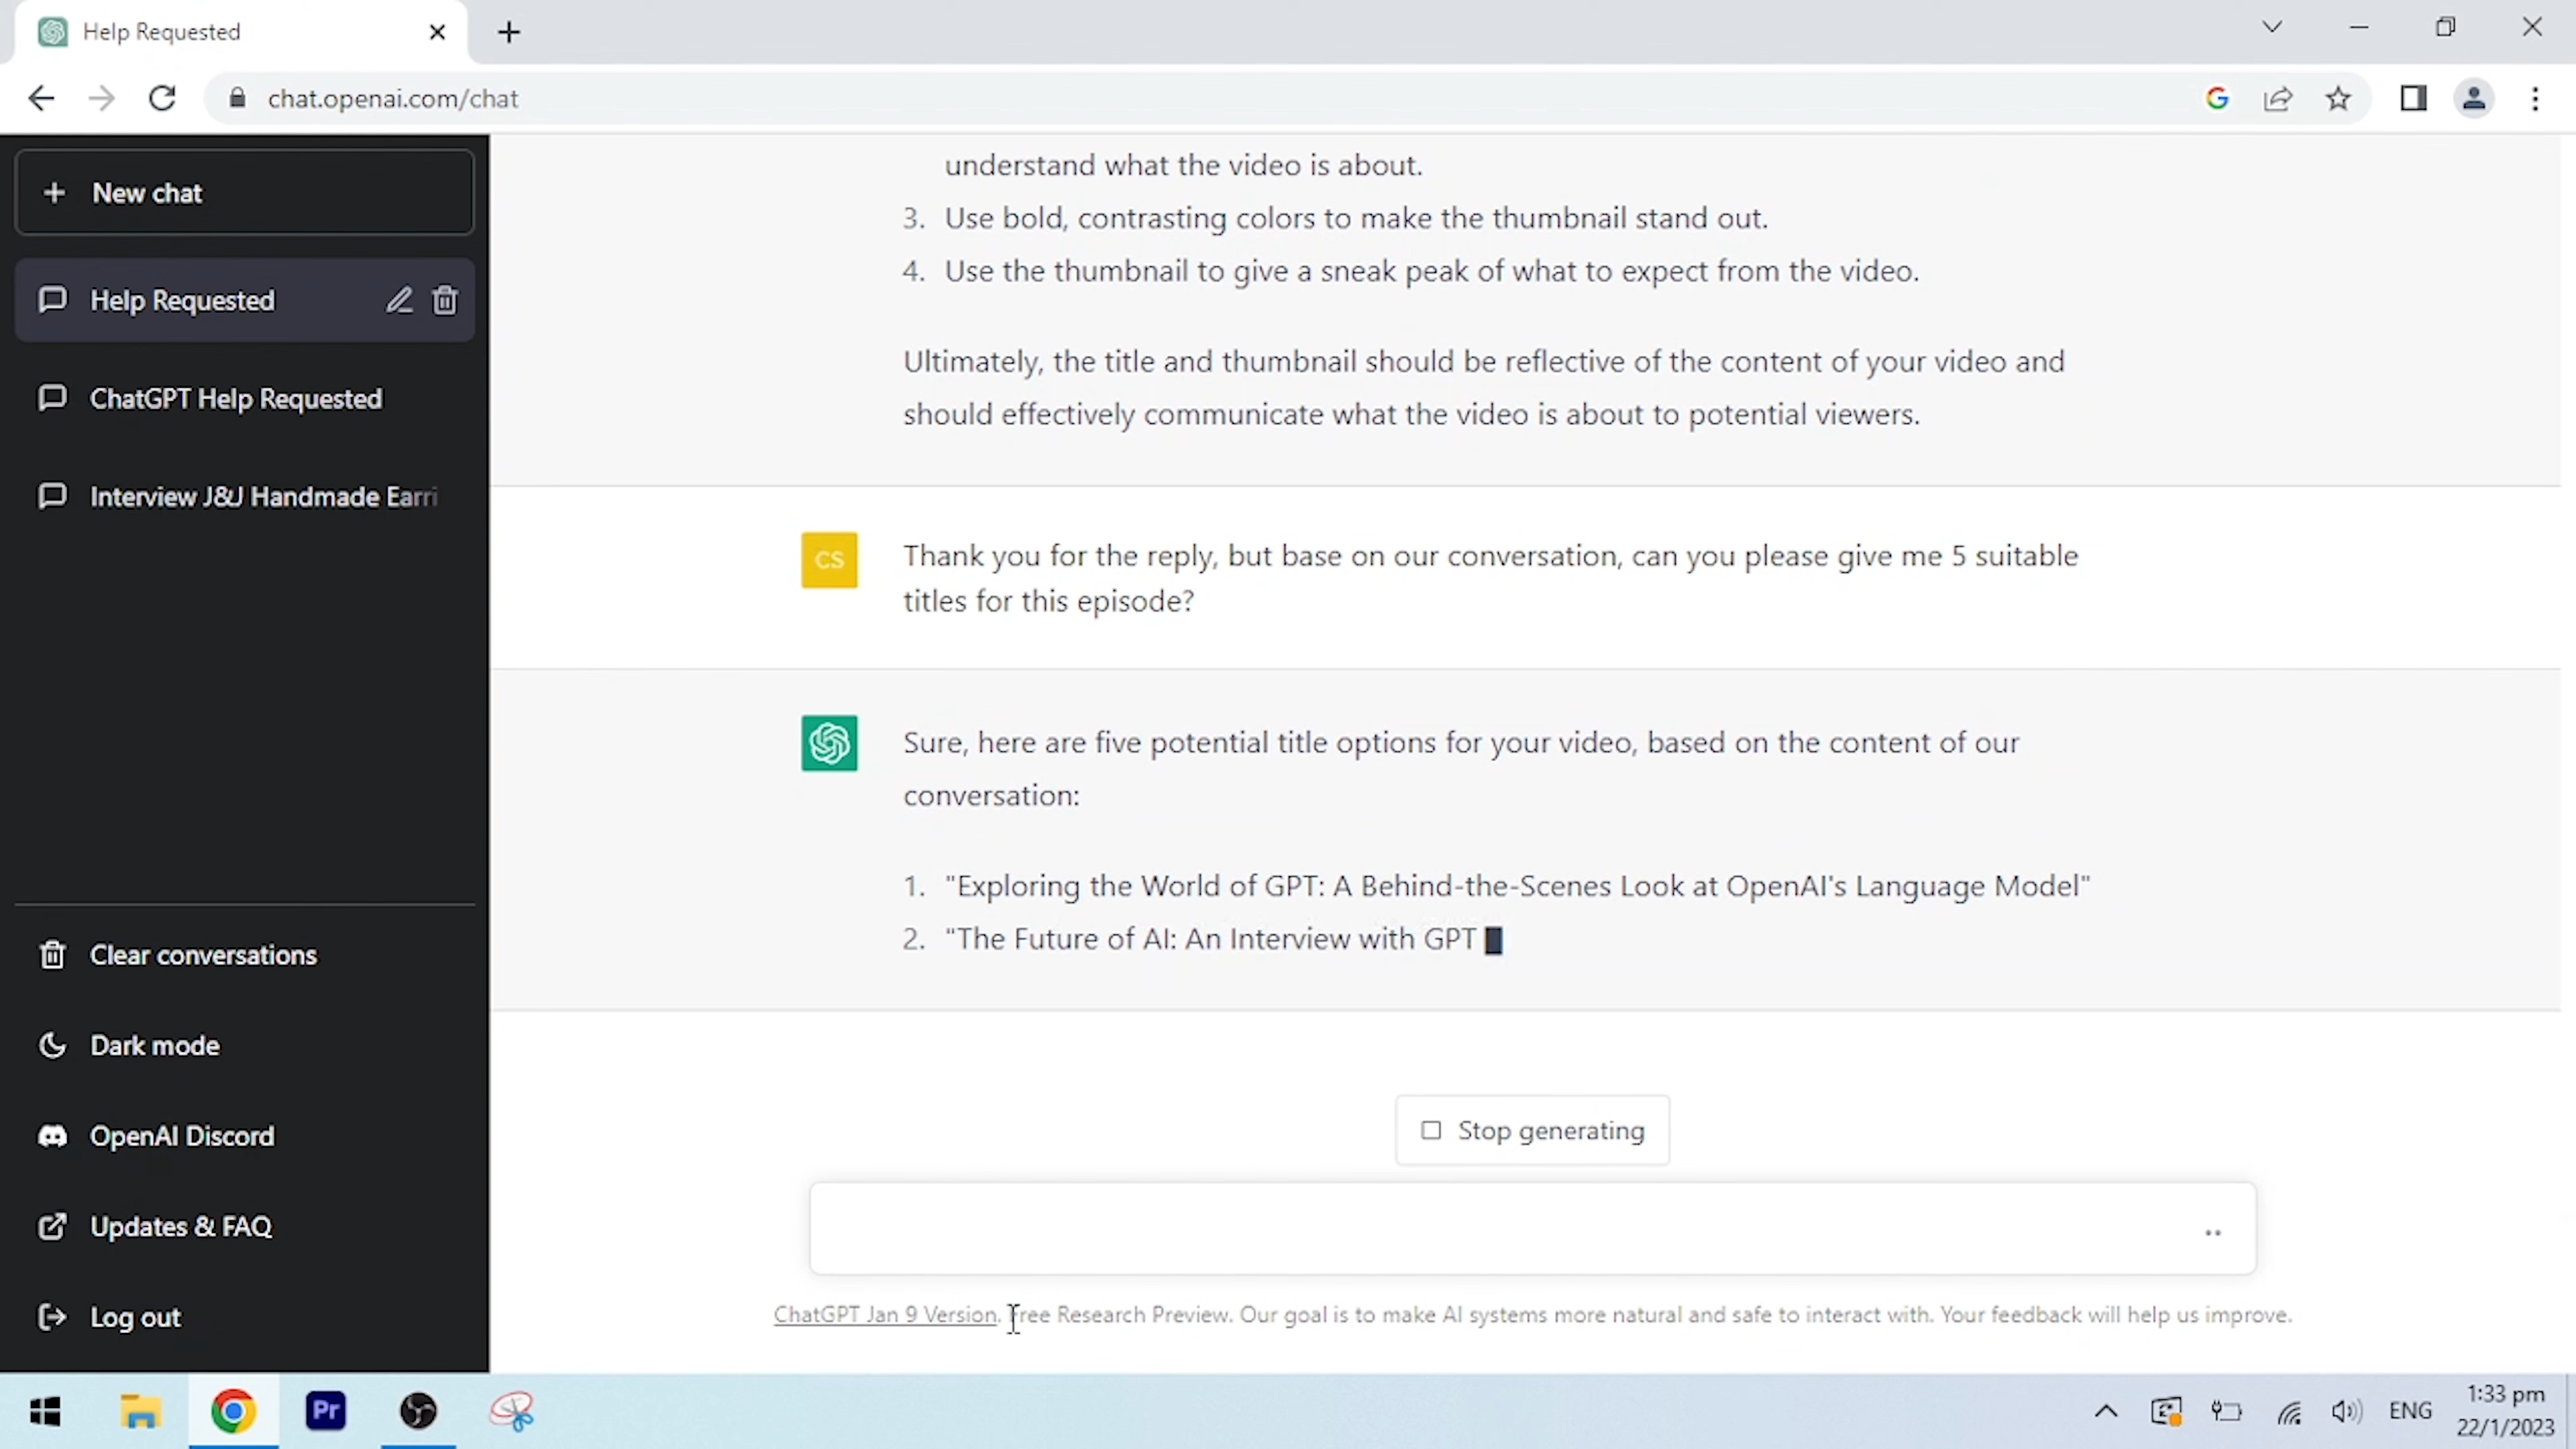 Help Requested
chat.openai.com/chat
New chat
Help Requested
ChatGPT Help Requested
Interview J&J Handmade Earri
Clear conversations
Dark mode
OpenAI Discord
Updates & FAQ
Log out
understand what the video is about.
3. Use bold, contrasting colors to make the thumbnail stand out.
4. Use the thumbnail to give a sneak peak of what to expect from the video.
Ultimately, the title and thumbnail should be reflective of the content of your video and
should effectively communicate what the video is about to potential viewers.
CS
Thank you for the reply, but base on our conversation, can you please give me 5 suitable
titles for this episode?
Sure, here are five potential title options for your video, based on the content of our
conversation:
1. "Exploring the World of GPT: A Behind-the-Scenes Look at OpenAI's Language Model"
2. "The Future of AI: An Interview with GPT
Stop generating
ChatGPT Jan 9 Version. Free Research Preview. Our goal is to make AI systems more natural and safe to interact with. Your feedback will help us improve.
Pr
ENG
1:33 pm
22/1/2023